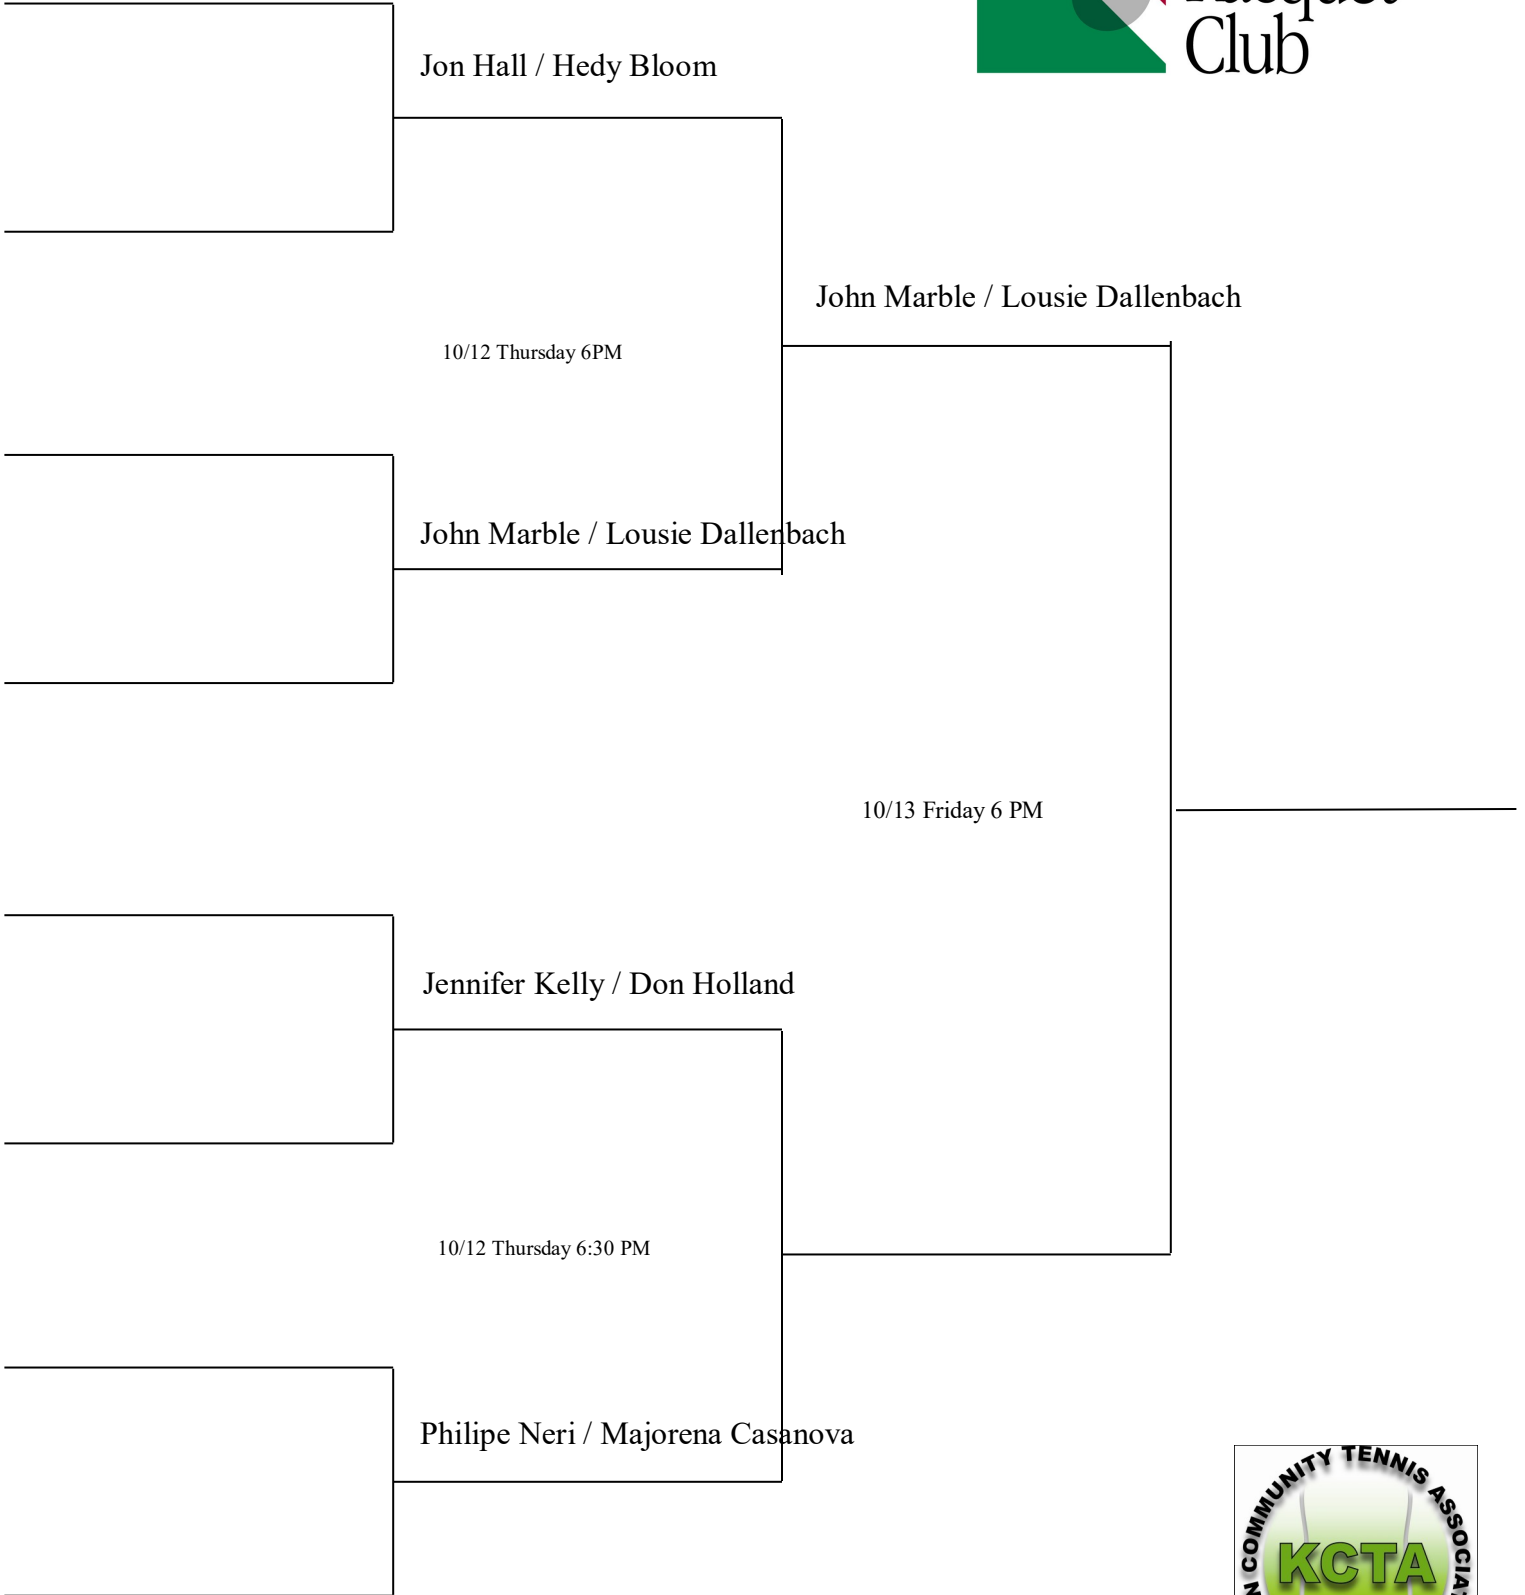 Club
Jon Hall / Hedy Bloom
John Marble / Lousie Dallenbach
10/12 Thursday 6PM
John Marble / Lousie Dallenbach
10/13 Friday 6 PM
Jennifer Kelly / Don Holland
10/12 Thursday 6:30 PM
Philipe Neri / Majorena Casanova
COMMUNITY TENNIS
KCTA